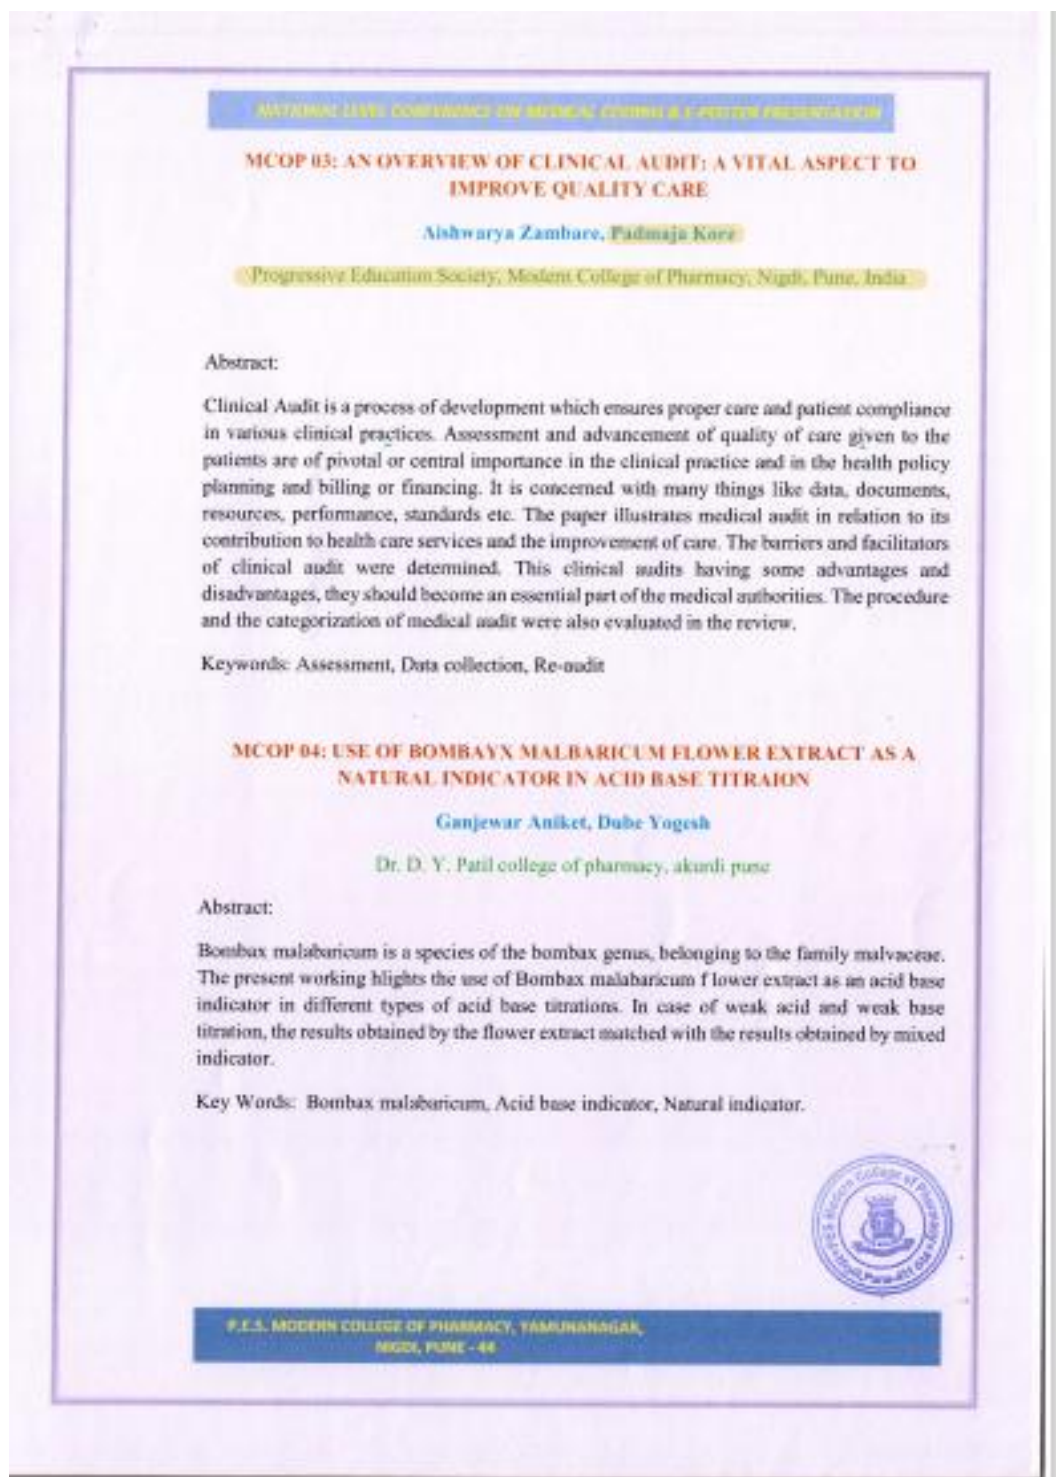 NATIONAL LEVEL CONFERENCE ON MEDICAL CODING & E-POSTER PRESENTATION
MCOP 03: AN OVERVIEW OF CLINICAL AUDIT: A VITAL ASPECT TO
IMPROVE QUALITY CARE
Aishwarya Zambare, Padmaja Kore
Progressive Education Society, Modern College of Pharmacy, Nigdi, Pune, India
Abstract:
Clinical Audit is a process of development which ensures proper care and patient compliance
in various clinical practices. Assessment and advancement of quality of care given to the
patients are of pivotal or central importance in the clinical practice and in the health policy
planning and billing or financing. It is concerned with many things like data, documents,
resources, performance, standards etc. The paper illustrates medical audit in relation to its
contribution to health care services and the improvement of care. The barriers and facilitators
of clinical audit were determined. This clinical audits having some advantages and
disadvantages, they should become an essential part of the medical authorities. The procedure
and the categorization of medical audit were also evaluated in the review.
Keywords: Assessment, Data collection, Re-audit
MCOP 04: USE OF BOMBAYX MALBARICUM FLOWER EXTRACT AS A
NATURAL INDICATOR IN ACID BASE TITRAION
Ganjewar Aniket, Dube Yogesh
Dr. D. Y. Patil college of pharmacy, akurdi pune
Abstract:
Bombax malabaricum is a species of the bombax genus, belonging to the family malvaceae.
The present working hlights the use of Bombax malabaricum f lower extract as an acid base
indicator in different types of acid base titrations. In case of weak acid and weak base
titration, the results obtained by the flower extract matched with the results obtained by mixed
indicator.
Key Words: Bombax malabaricum, Acid base indicator, Natural indicator.
Modern College of Pharmacy
P.E.S. MODERN COLLEGE OF PHARMACY, YAMUNANAGAR,
NIGDI, PUNE - 44